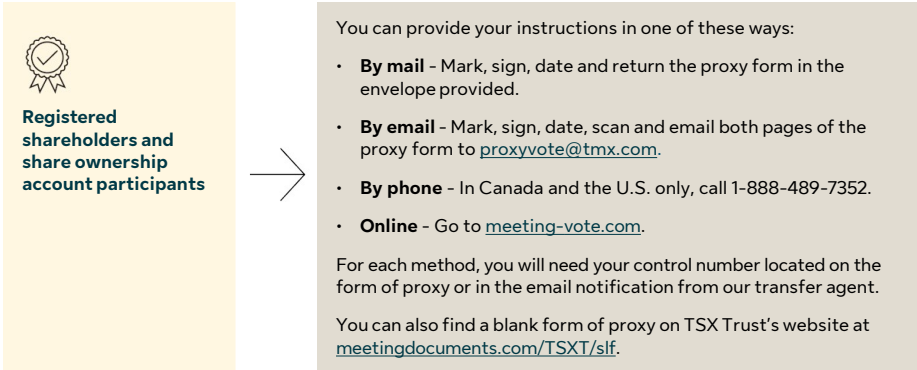 Registered
shareholders and
share ownership
account participants
You can provide your instructions in one of these ways:
• By mail - Mark, sign, date and return the proxy form in the
envelope provided.
• By email - Mark, sign, date, scan and email both pages of the
proxy form to proxyvote@tmx.com.
• By phone - In Canada and the U.S. only, call 1-888-489-7352.
• Online - Go to meeting-vote.com.
For each method, you will need your control number located on the
form of proxy or in the email notification from our transfer agent.
You can also find a blank form of proxy on TSX Trust's website at
meetingdocuments.com/TSXT/slf.